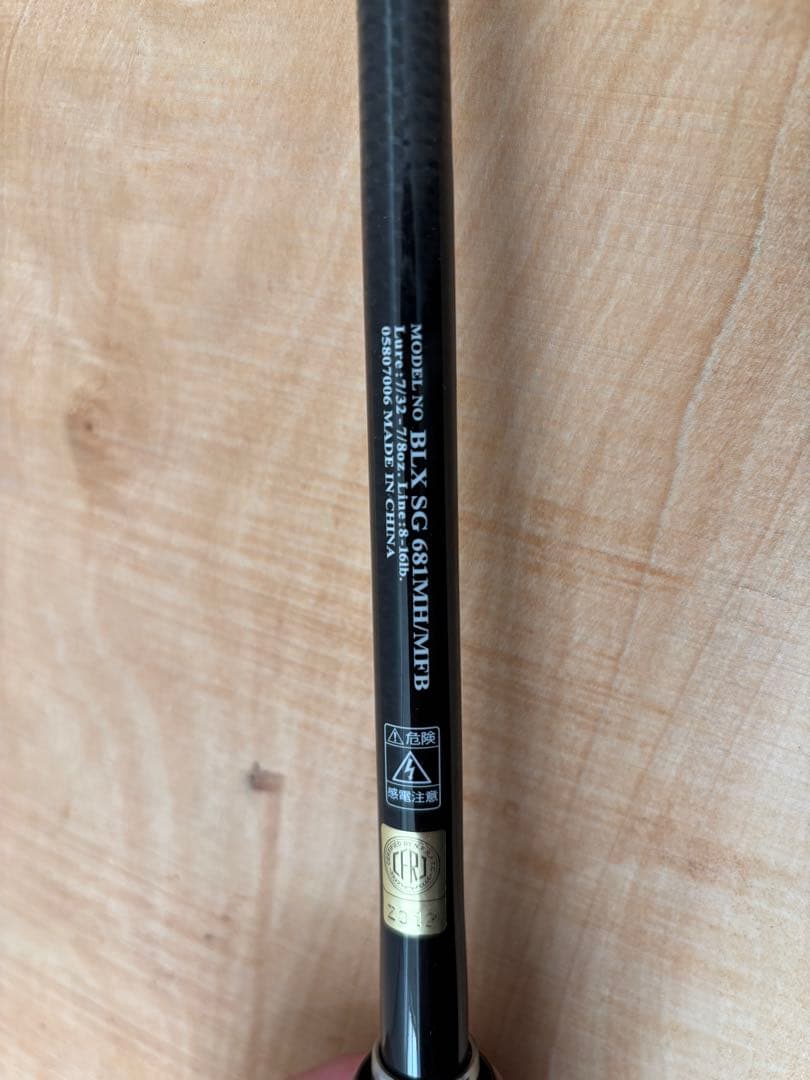 MODEL NO BLX SG 681MH/MFB
Lure:7/32-7/8oz. Line:8-16lb.
05807006 MADE IN CHINA
危険
感電注意
CFRJ